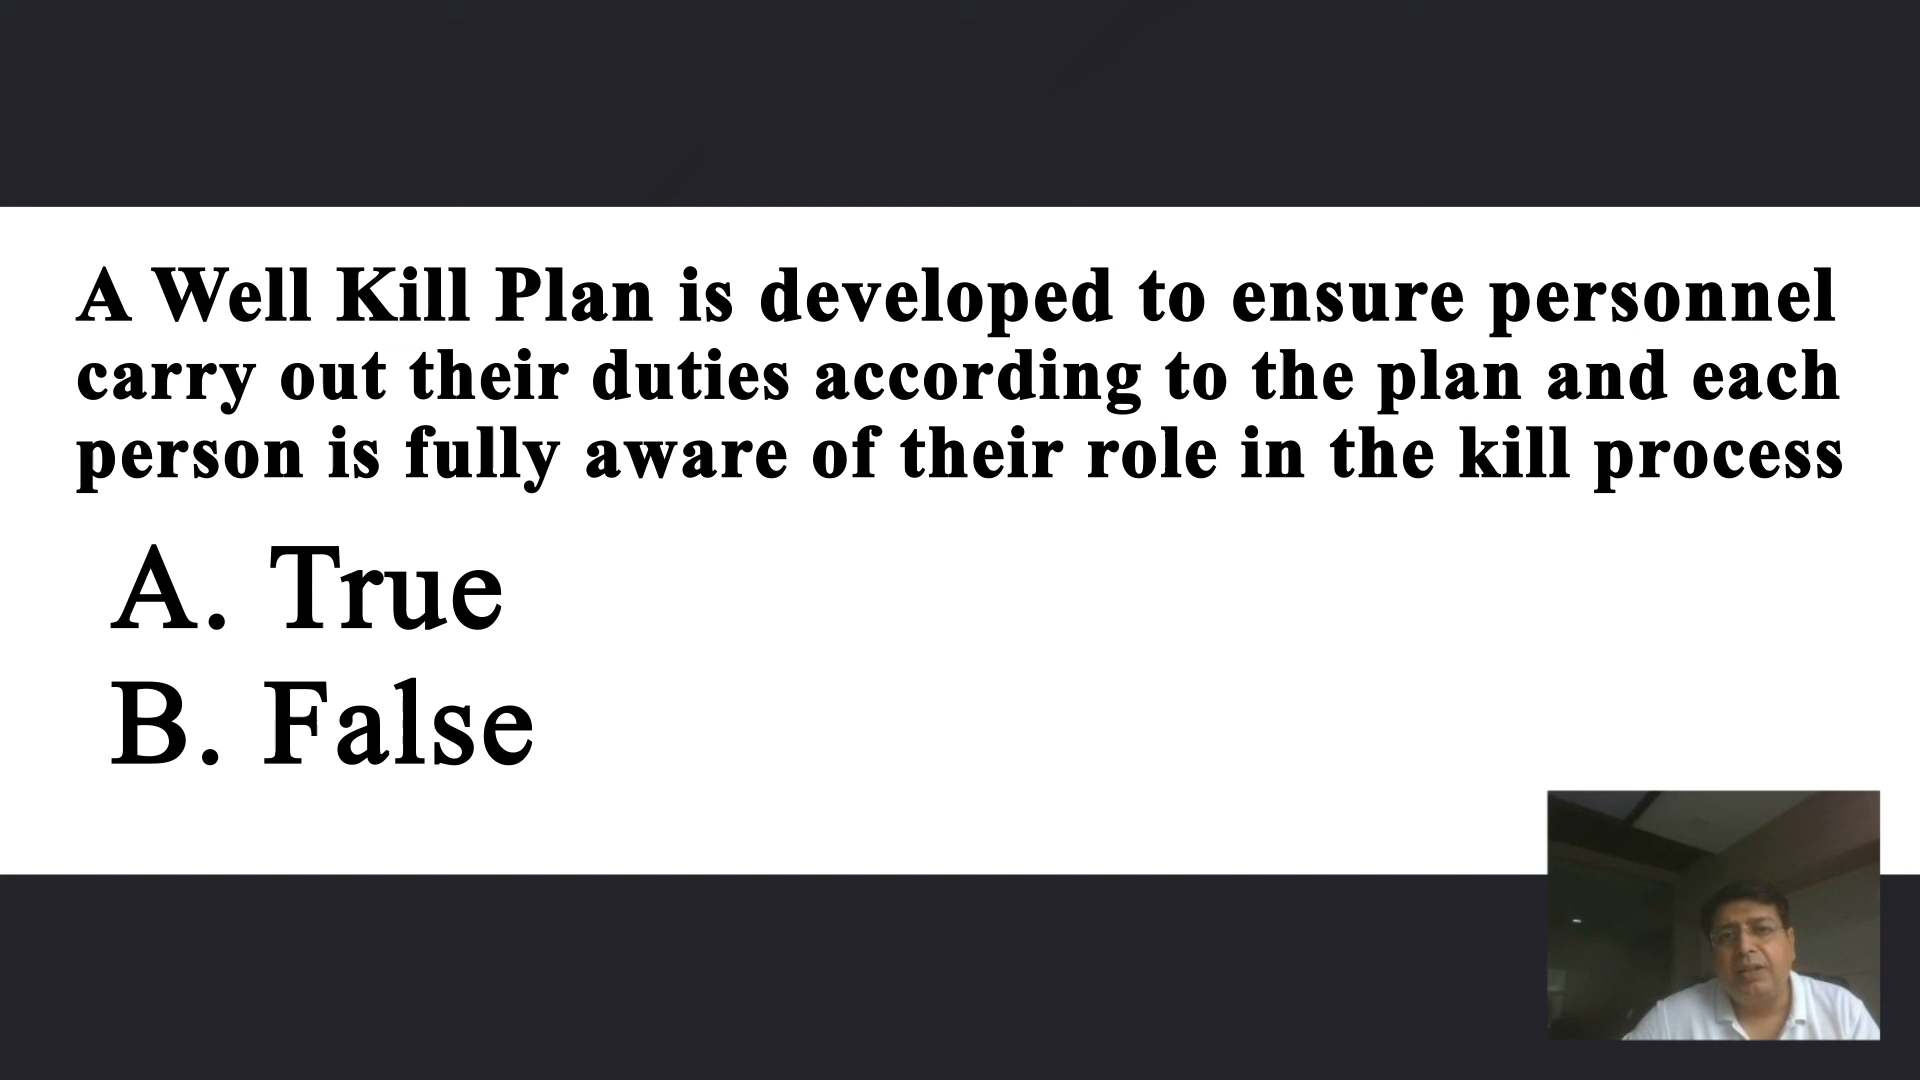 A Well Kill Plan is developed to ensure personnel
carry out their duties according to the plan and each
person is fully aware of their role in the kill process
A. True
B. False